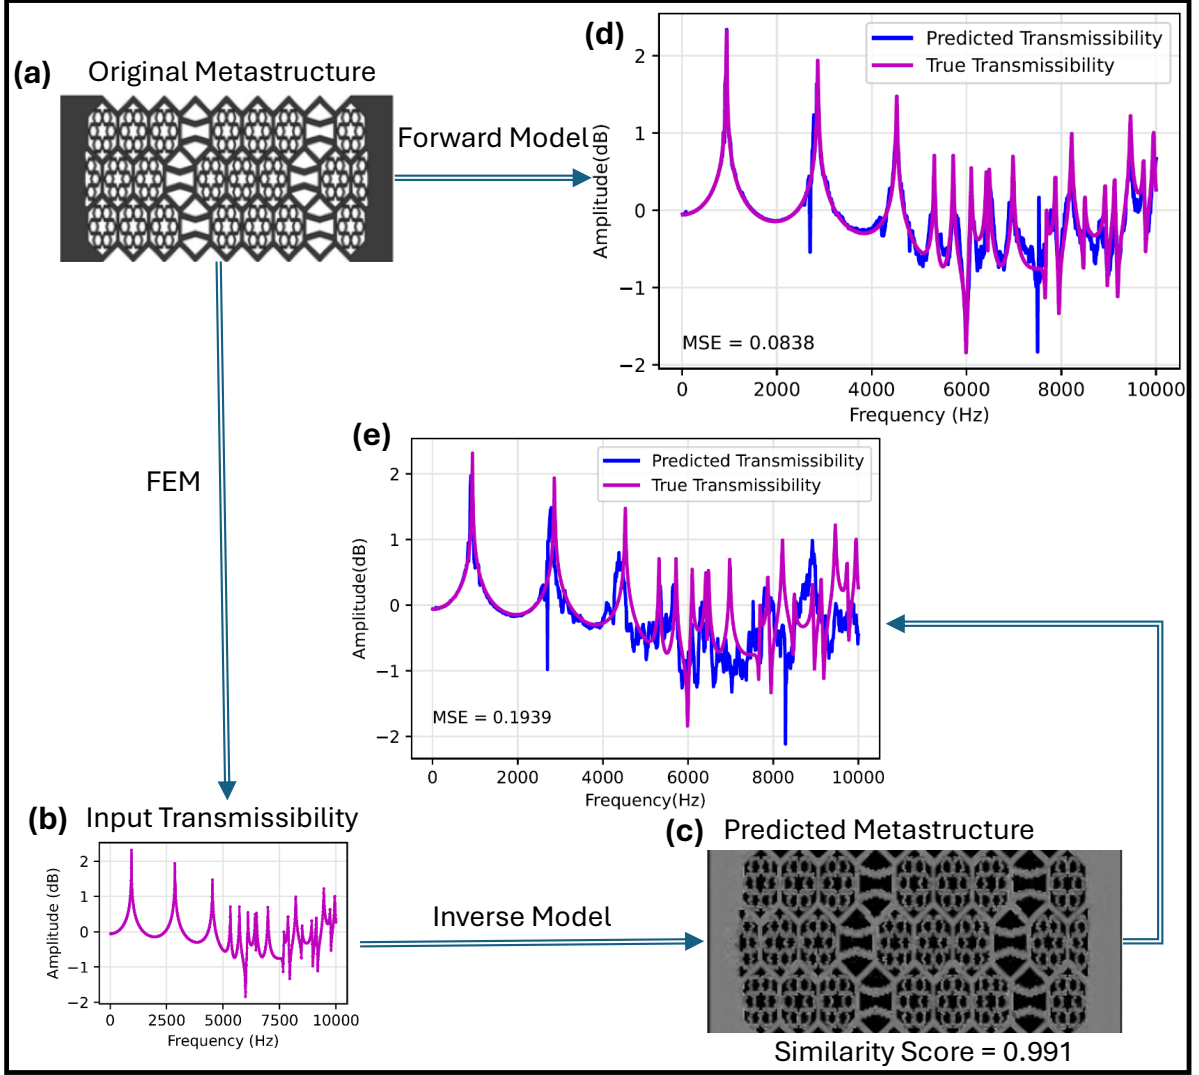 (a)
Original Metastructure
Forward Model
(d)
Predicted Transmissibility
True Transmissibility
2
1
0
−1
−2
Amplitude(dB)
MSE = 0.0838
0 2000 4000 6000 8000 10000
Frequency (Hz)
FEM
(e)
Predicted Transmissibility
True Transmissibility
2
1
0
−1
−2
Amplitude(dB)
MSE = 0.1939
0 2000 4000 6000 8000 10000
Frequency(Hz)
(b)
Input Transmissibility
2
1
0
−1
−2
Amplitude (dB)
0 2500 5000 7500 10000
Frequency (Hz)
Inverse Model
(c)
Predicted Metastructure
Similarity Score = 0.991